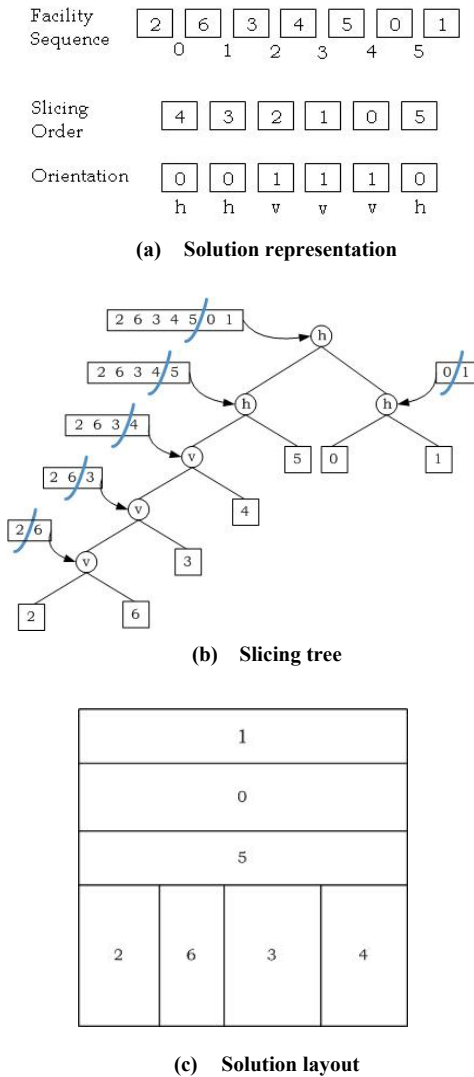 Facility Sequence 2 6 3 4 5 0 1
0 1 2 3 4 5
Slicing Order 4 3 2 1 0 5
Orientation 0 0 1 1 1 0
h h v v v h
(a) Solution representation
2 6 3 4 5 0 1
h
2 6 3 4 5
0 1
h
h
2 6 3 4
v
5
0
1
2 6 3
v
4
2 6
v
3
2
6
(b) Slicing tree
1
0
5
2 6 3 4
(c) Solution layout